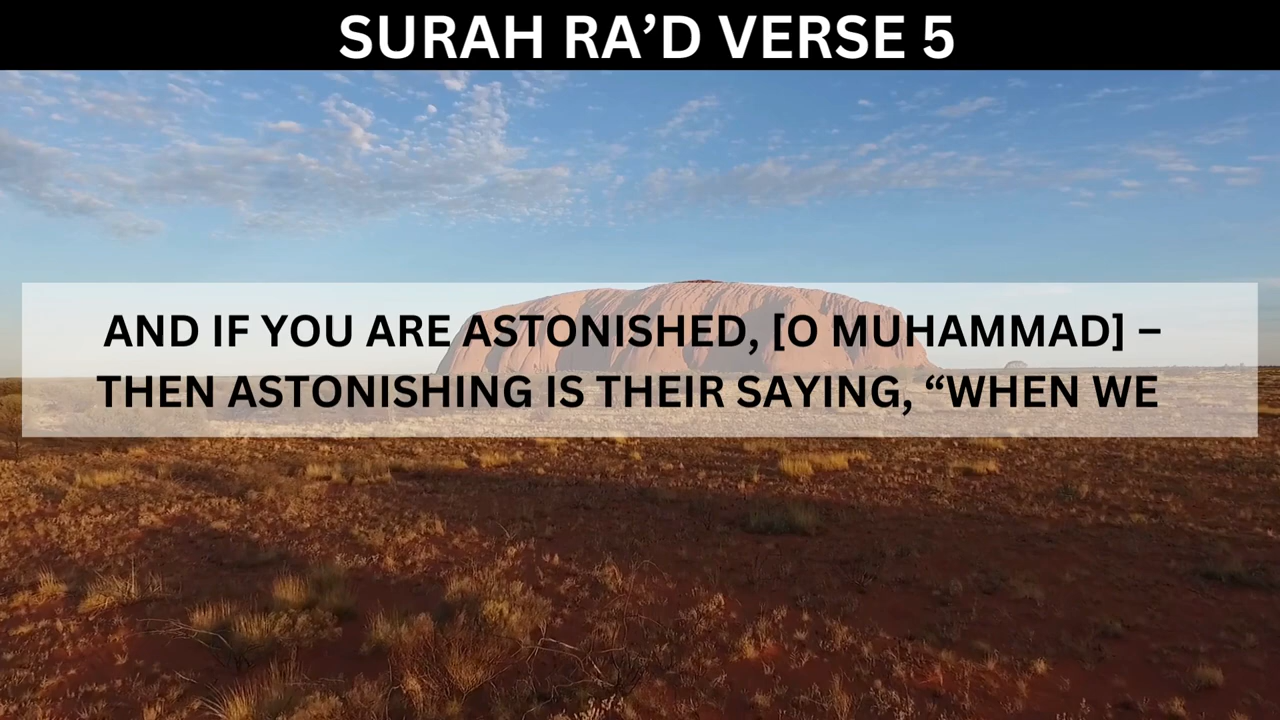 SURAH RA’D VERSE 5
AND IF YOU ARE ASTONISHED, [O MUHAMMAD] –
THEN ASTONISHING IS THEIR SAYING, “WHEN WE